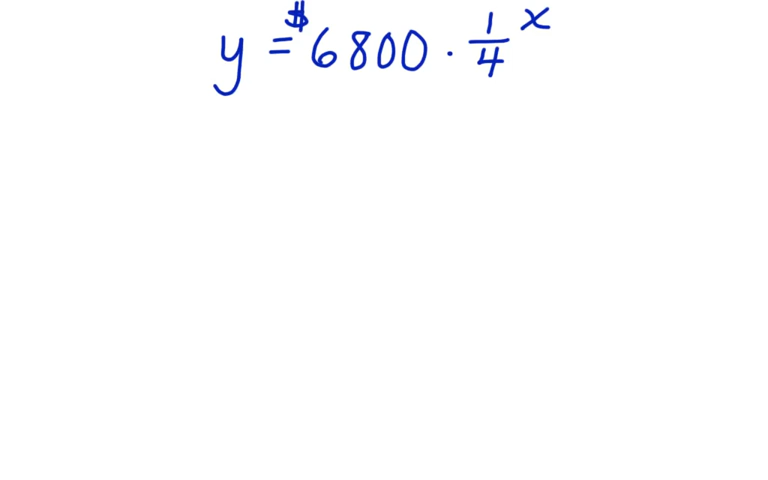 y = $6800 · 1/4^x